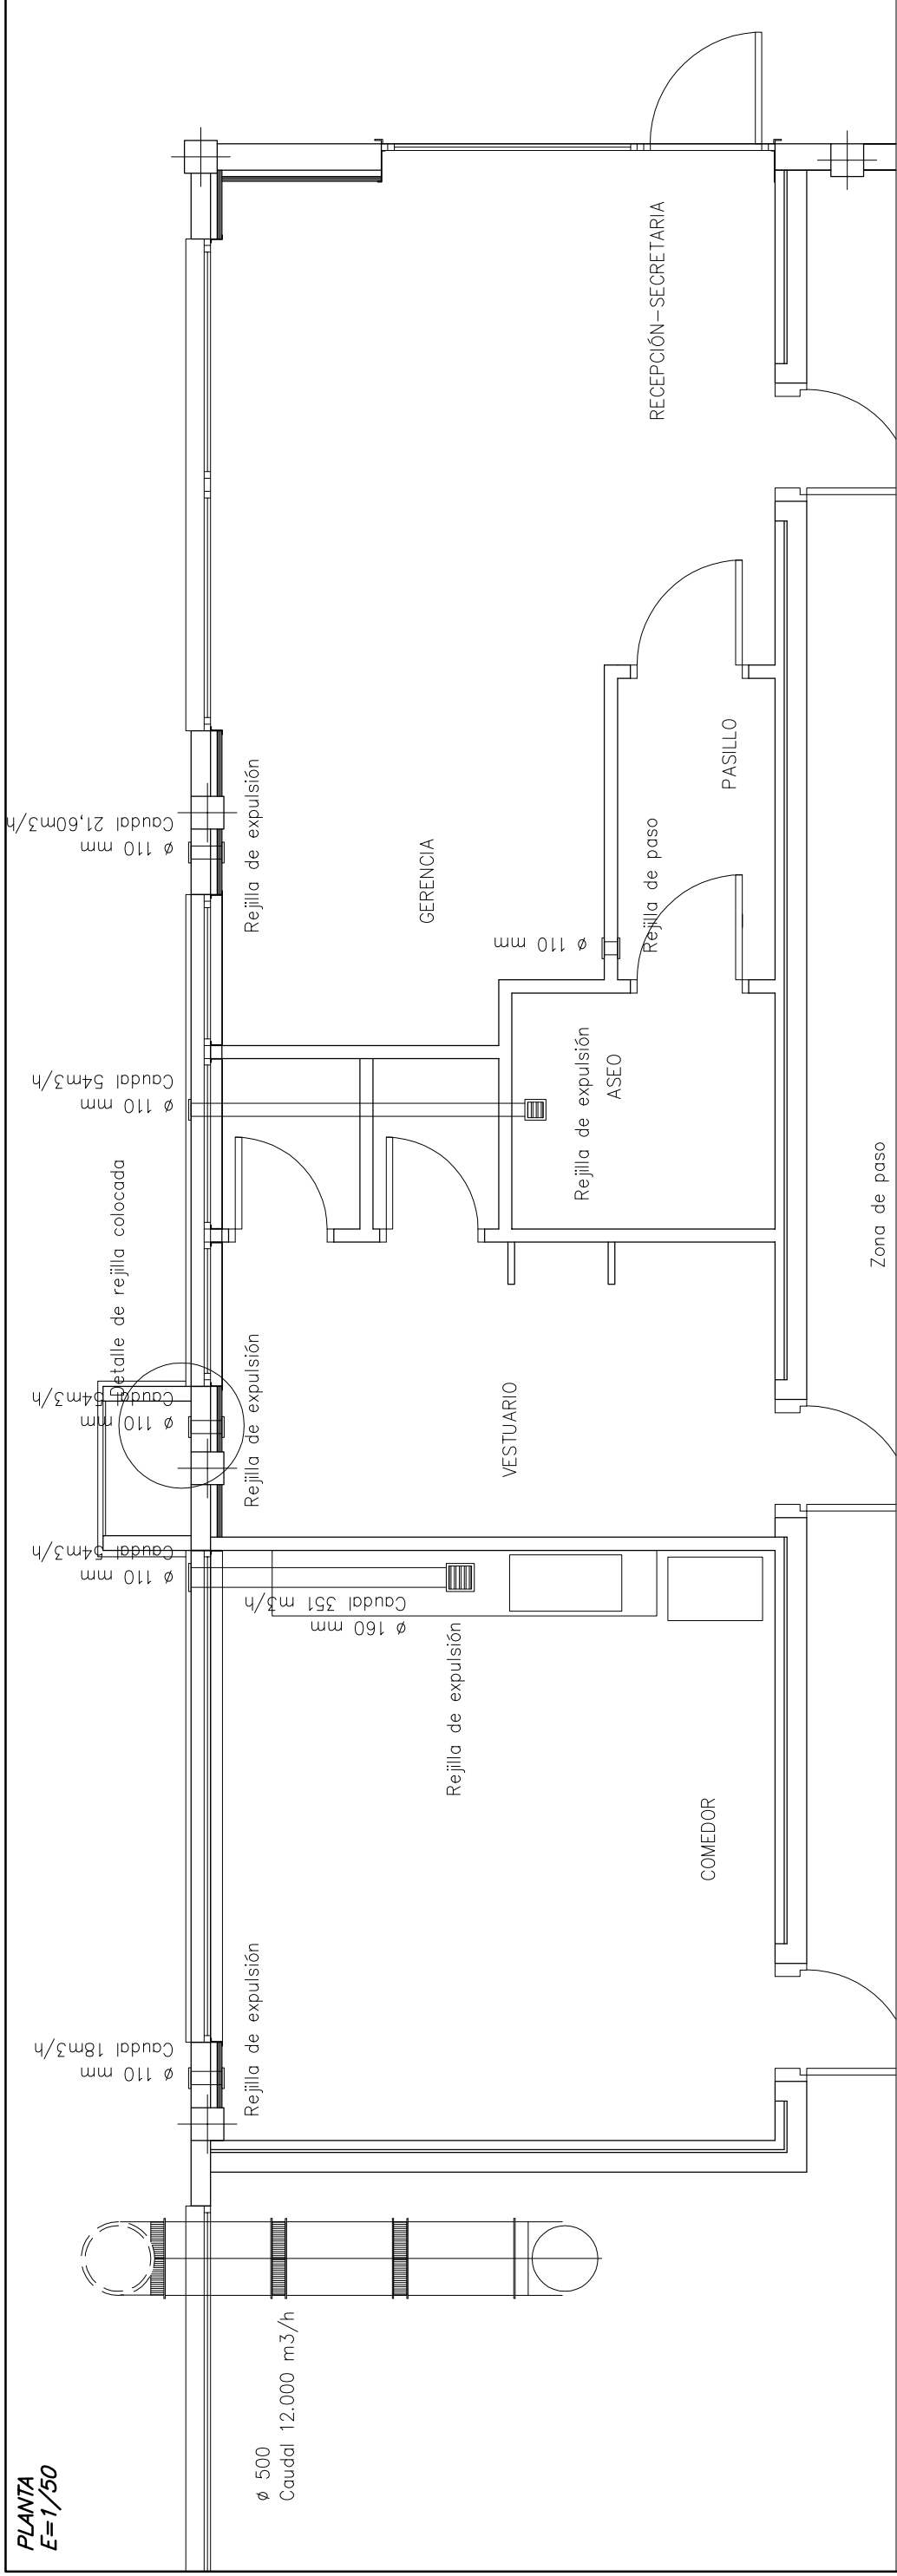 PLANTA
E=1/50
ø 500
Caudal 12.000 m3/h
ø 110 mm
Caudal 18m3/h
Rejilla de expulsión
COMEDOR
Rejilla de expulsión
ø 160 mm
Caudal 351 m3/h
ø 110 mm
Caudal 54m3/h
ø 110 mm
Caudal 54m3/h
Detalle de rejilla colocada
Rejilla de expulsión
VESTUARIO
ø 110 mm
Caudal 54m3/h
Rejilla de expulsión
ASEO
Zona de paso
ø 110 mm
Rejilla de paso
PASILLO
ø 110 mm
Caudal 21,60m3/h
Rejilla de expulsión
GERENCIA
RECEPCIÓN-SECRETARIA